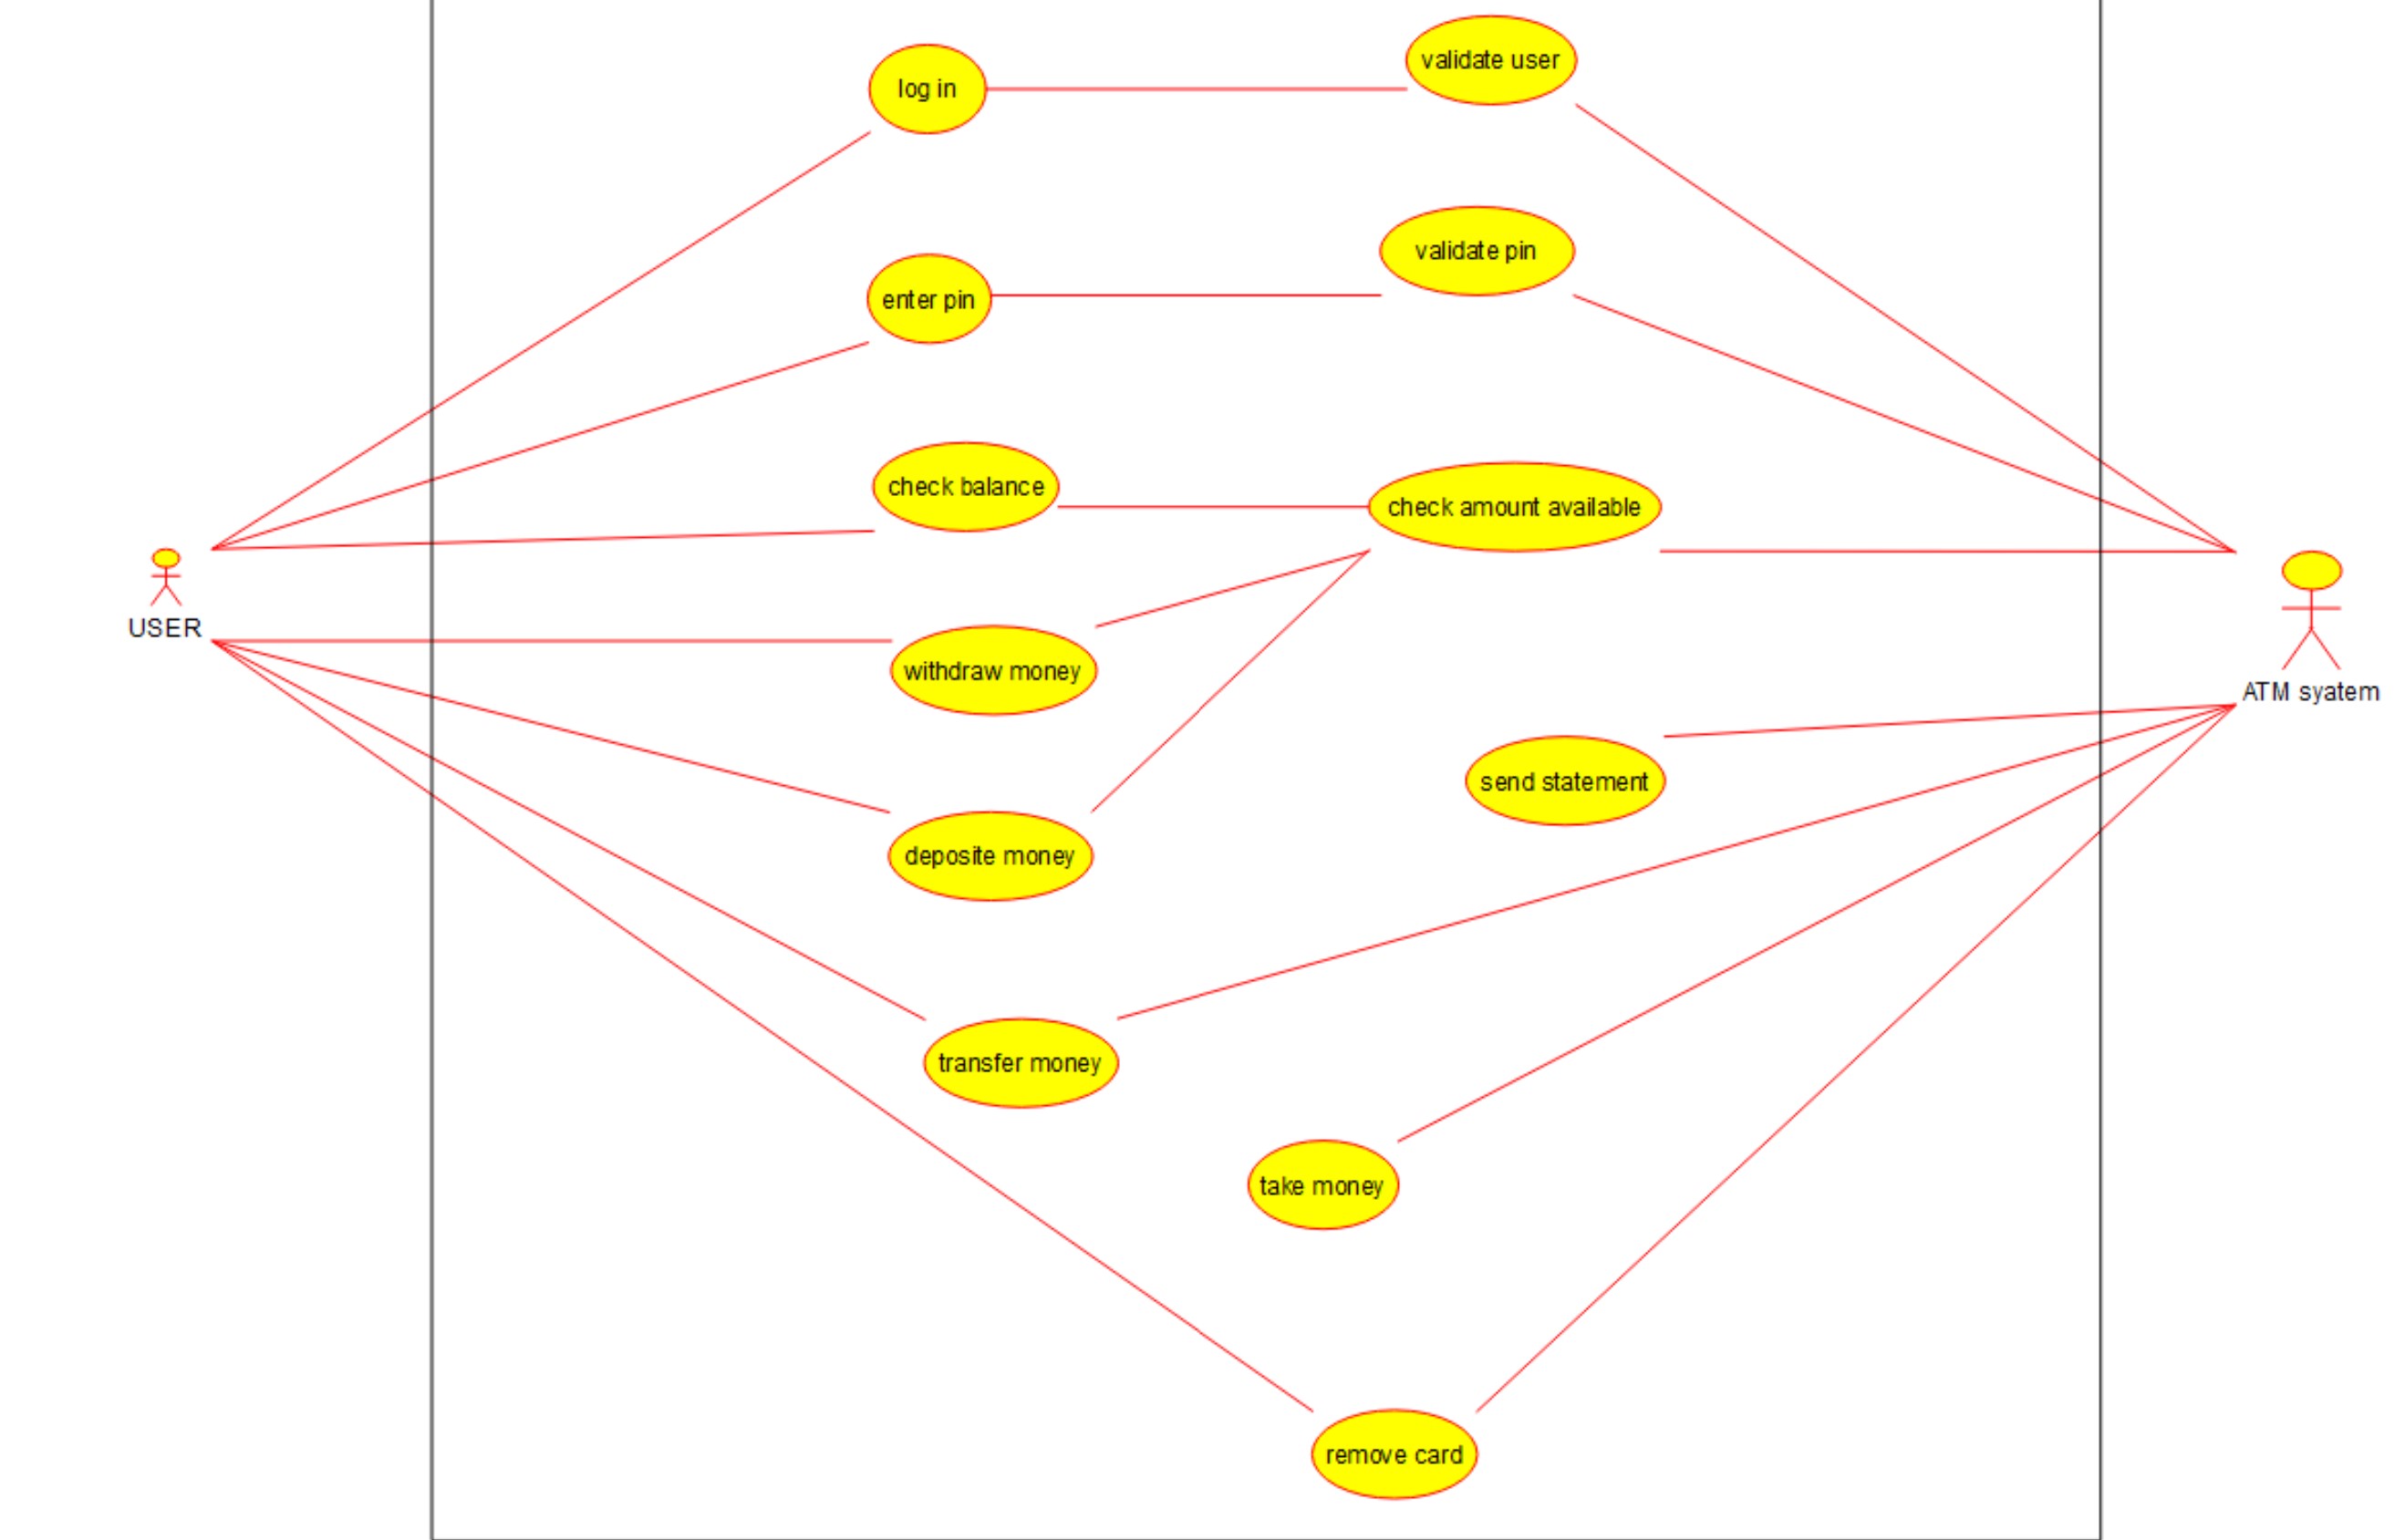 validate user
log in
validate pin
enter pin
check balance
check amount available
USER
withdraw money
ATM syatem
send statement
deposite money
transfer money
take money
remove card